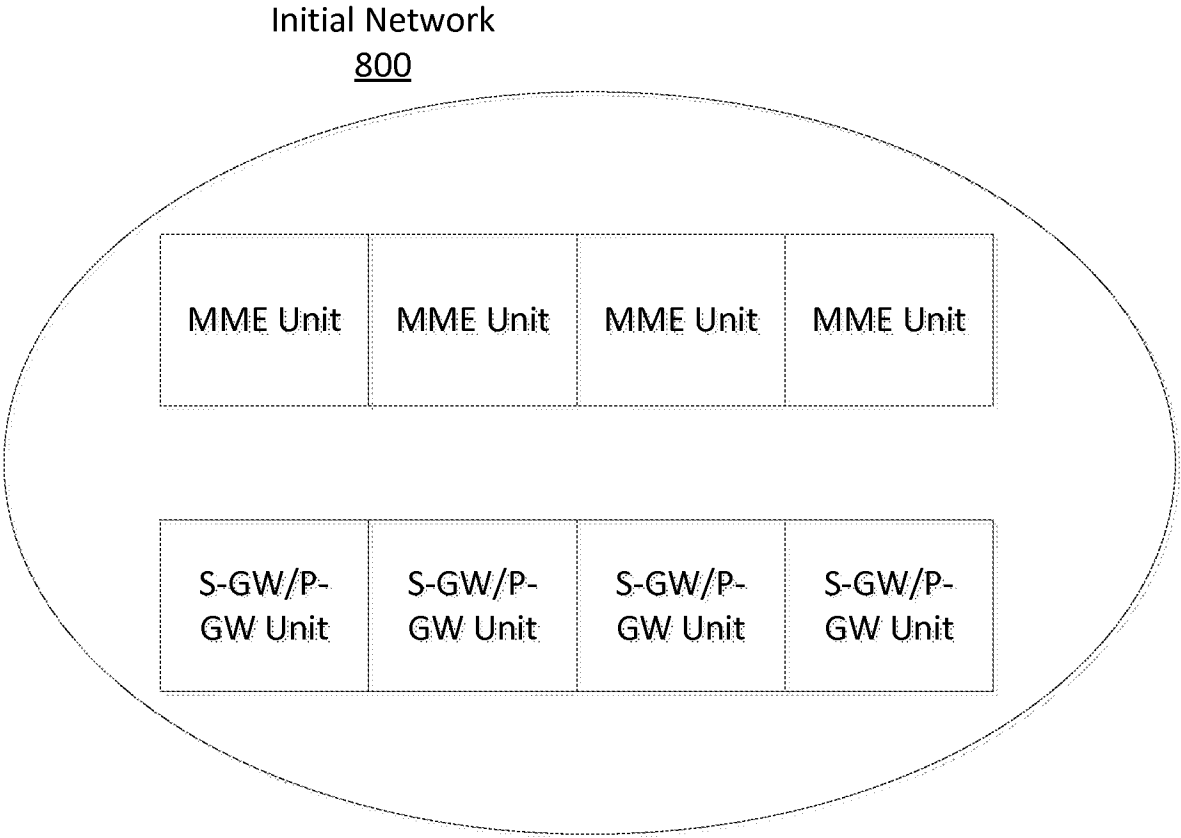 Initial Network
800
MME Unit MME Unit MME Unit MME Unit
S-GW/P- S-GW/P- S-GW/P- S-GW/P-
GW Unit GW Unit GW Unit GW Unit